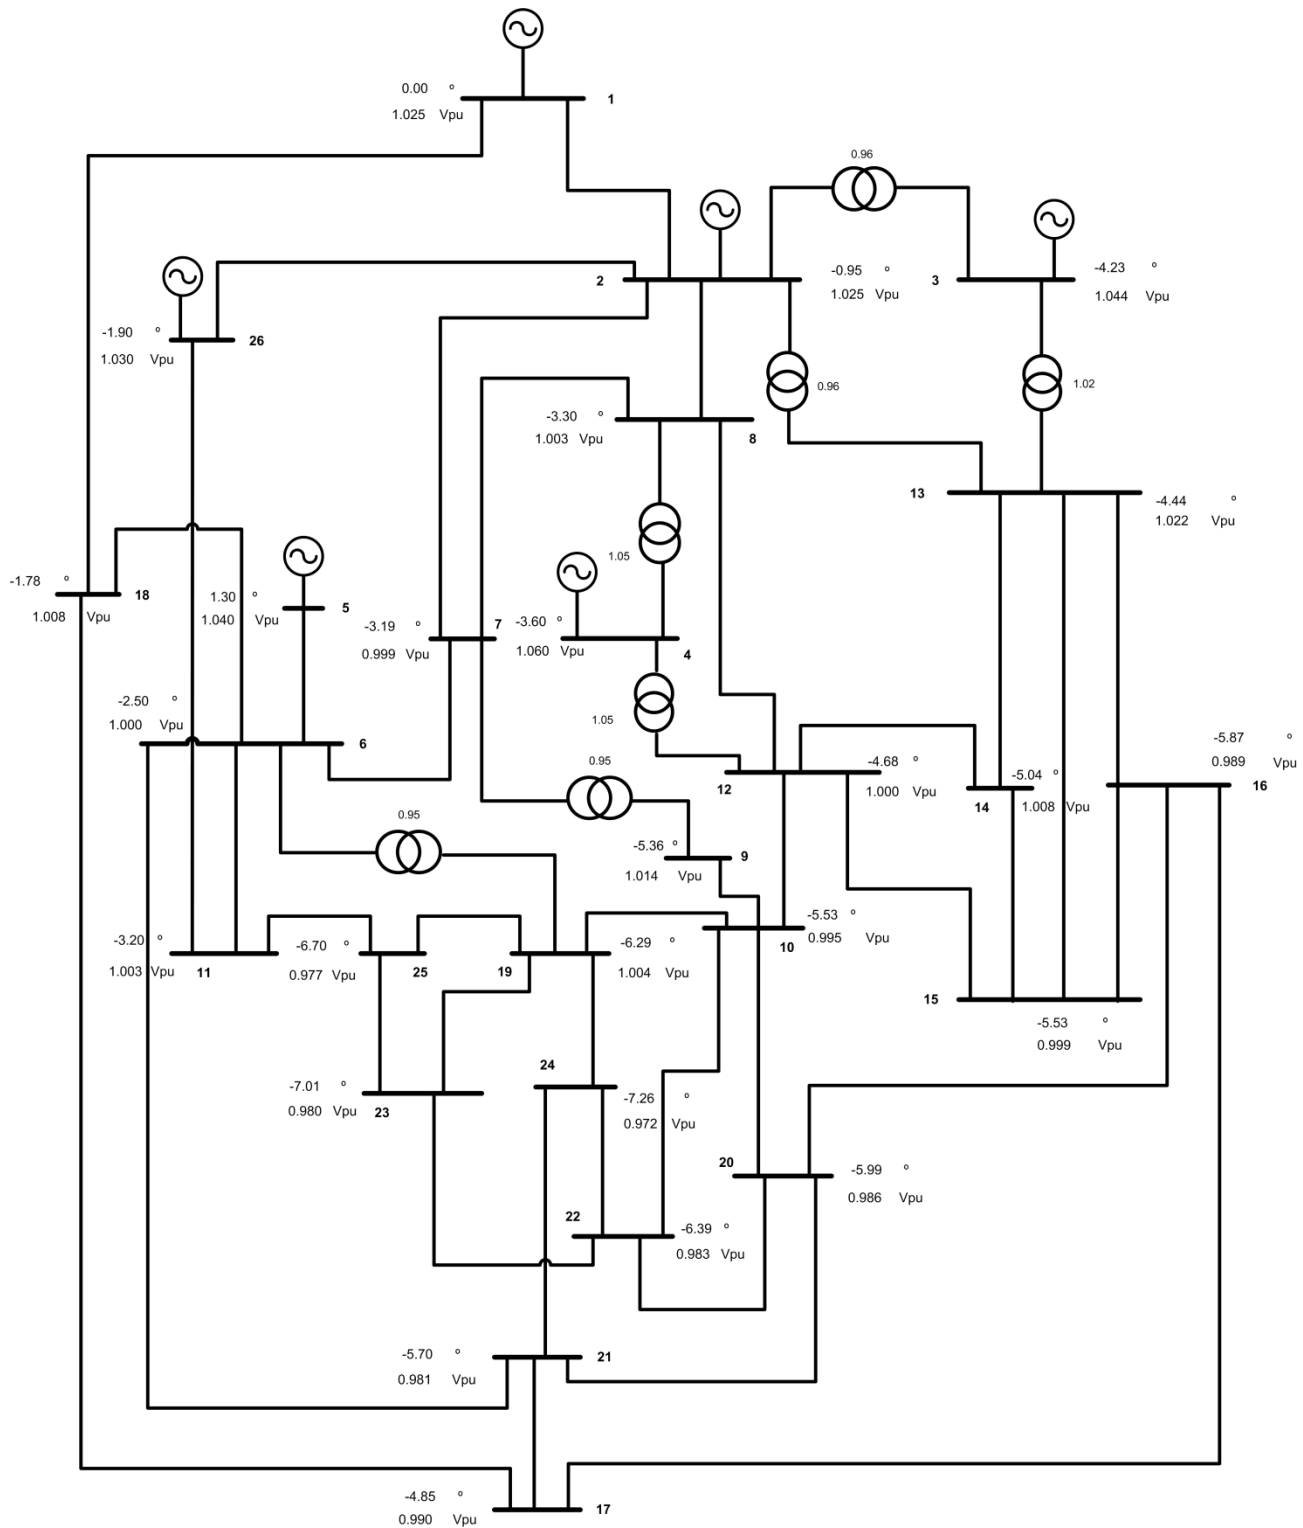 0.00 º
1
1.025 Vpu
0.96
2
-0.95 º
3
-4.23 º
1.025 Vpu
1.044 Vpu
-1.90 º
26
1.030 Vpu
0.96
1.02
-3.30 º
1.003 Vpu
8
13
-4.44 º
1.022 Vpu
1.05
-1.78 º
18
1.008 Vpu
1.30 º
5
1.040 Vpu
-3.19 º
7
0.999 Vpu
-3.60 º
1.060 Vpu
4
-2.50 º
1.000 Vpu
6
1.05
0.95
12
-4.68 º
1.000 Vpu
-5.04 º
14
1.008 Vpu
-5.87 º
0.989 Vpu
16
0.95
-5.36 º
9
1.014 Vpu
-3.20 º
1.003 Vpu
11
-6.70 º
0.977 Vpu
25
19
-6.29 º
1.004 Vpu
-5.53 º
0.995 Vpu
10
15
-5.53 º
0.999 Vpu
-7.01 º
0.980 Vpu
23
24
-7.26 º
0.972 Vpu
20
-5.99 º
0.986 Vpu
22
-6.39 º
0.983 Vpu
-5.70 º
21
0.981 Vpu
-4.85 º
17
0.990 Vpu